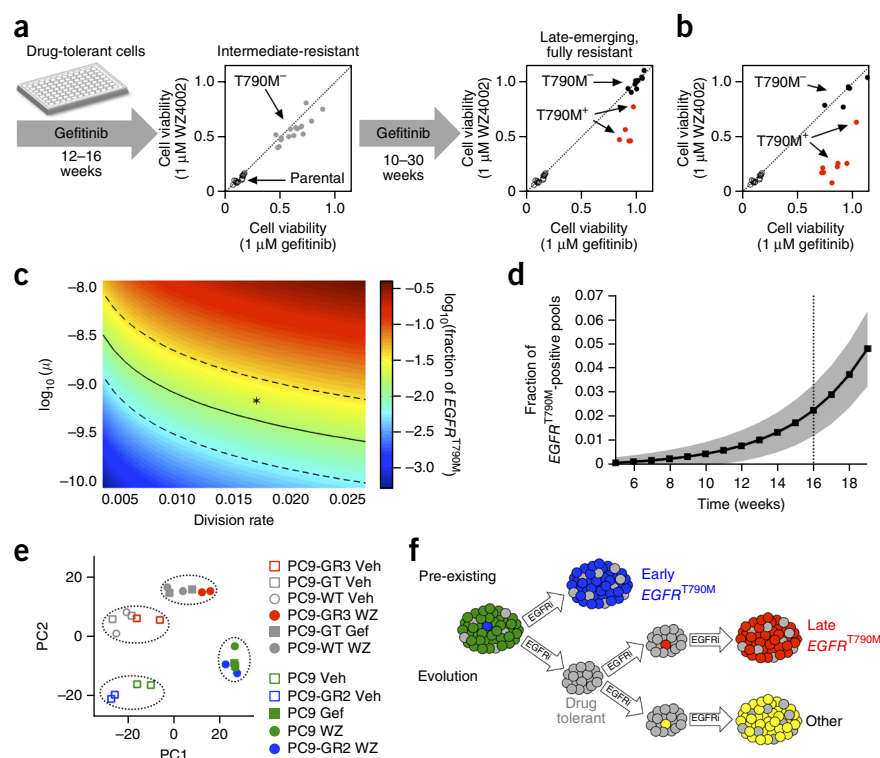 a
Drug-tolerant cells
Gefitinib
12–16
weeks
Intermediate-resistant
T790M⁻
Parental
Cell viability
(1 μM WZ4002)
1.0
0.5
0
0 0.5 1.0
Cell viability
(1 μM gefitinib)
Gefitinib
10–30
weeks
Late-emerging,
fully resistant
T790M⁻
T790M⁺
Cell viability
(1 μM WZ4002)
1.0
0.5
0
0 0.5 1.0
Cell viability
(1 μM gefitinib)
b
T790M⁻
T790M⁺
Cell viability
(1 μM WZ4002)
1.0
0.5
0
0 0.5 1.0
Cell viability
(1 μM gefitinib)
c
log₁₀(μ)
−8.0
−8.5
−9.0
−9.5
−10.0
0.005 0.010 0.015 0.020 0.025
Division rate
−0.5
−1.0
−1.5
−2.0
−2.5
−3.0
log₁₀(fraction of EGFRᵀ⁷⁹⁰ᴹ)
d
Fraction of
EGFRᵀ⁷⁹⁰ᴹ-positive pools
0.07
0.06
0.05
0.04
0.03
0.02
0.01
0
6 8 10 12 14 16 18
Time (weeks)
e
PC2
20
0
−20
−20 0 20
PC1
PC9-GR3 Veh
PC9-GT Veh
PC9-WT Veh
PC9-GR3 WZ
PC9-GT Gef
PC9-WT WZ
PC9 Veh
PC9-GR2 Veh
PC9 Gef
PC9 WZ
PC9-GR2 WZ
f
Pre-existing
EGFRi
Early
EGFRᵀ⁷⁹⁰ᴹ
Evolution
EGFRi
Drug
tolerant
EGFRi
EGFRi
Late
EGFRᵀ⁷⁹⁰ᴹ
EGFRi
EGFRi
Other